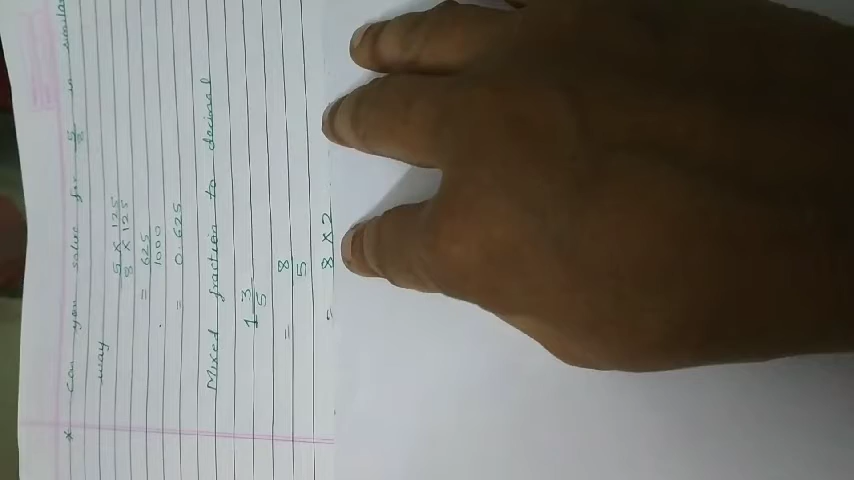 * can you solve for 5/8 in similar
way
5 × 125
8 × 125
= 625
1000
= 0.625
Mixed fraction to decimal
1 3/5
= 8
5
= 8 × 2